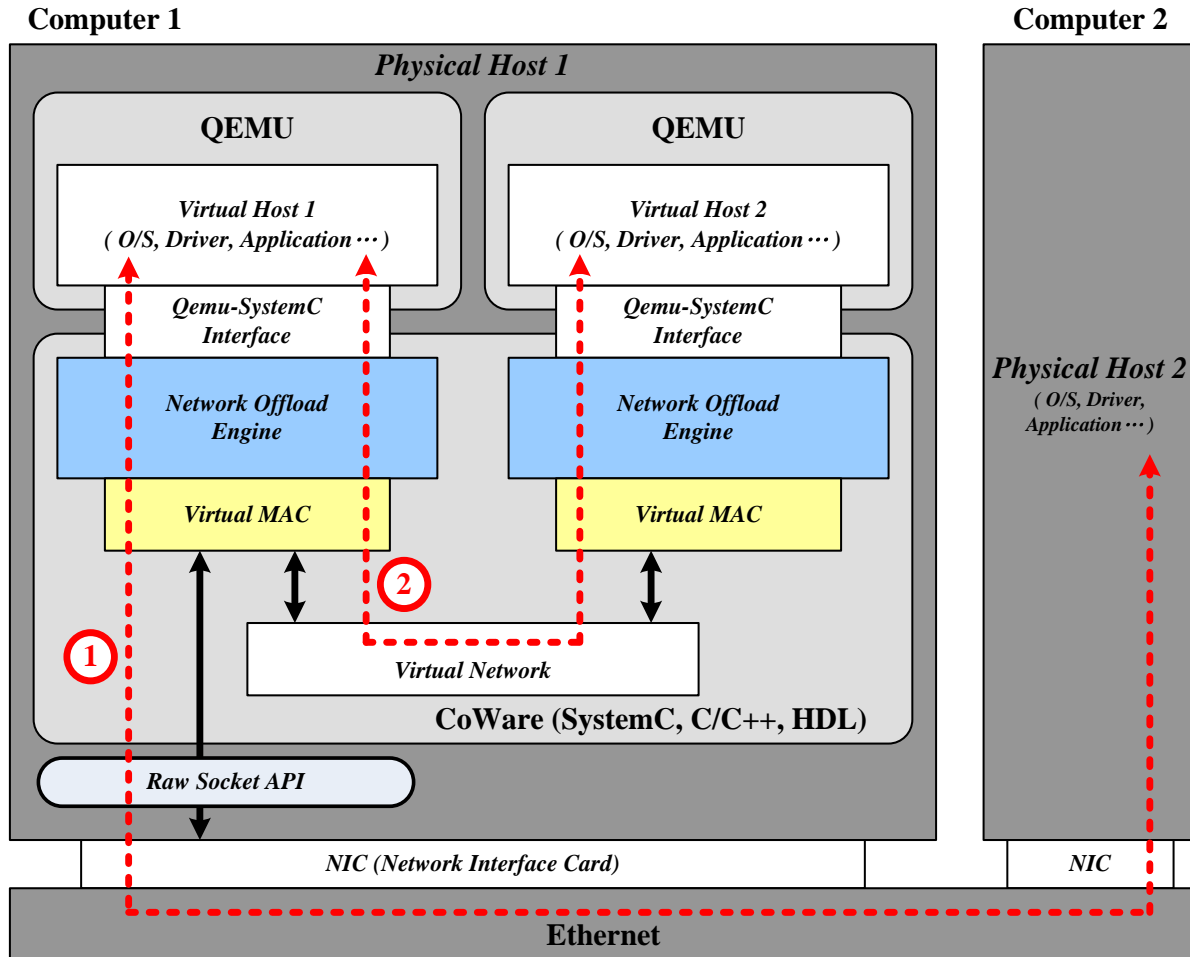 Computer 1
Computer 2
Physical Host 1
QEMU
QEMU
Virtual Host 1
( O/S, Driver, Application ··· )
Virtual Host 2
( O/S, Driver, Application ··· )
Qemu-SystemC
Interface
Qemu-SystemC
Interface
Network Offload
Engine
Network Offload
Engine
Physical Host 2
( O/S, Driver,
Application ··· )
Virtual MAC
Virtual MAC
2
1
Virtual Network
CoWare (SystemC, C/C++, HDL)
Raw Socket API
NIC (Network Interface Card)
NIC
Ethernet